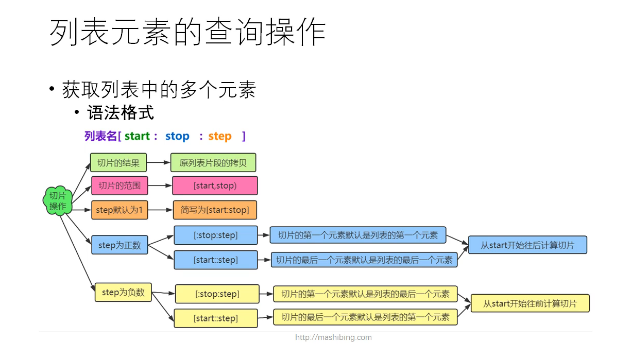 列表元素的查询操作
• 获取列表中的多个元素
• 语法格式
列表名[ start : stop : step ]
切片操作
切片的结果
原列表片段的拷贝
切片的范围
[start,stop)
step默认为1
简写为[start:stop]
step为正数
[:stop:step]
切片的第一个元素默认是列表的第一个元素
[start::step]
切片的最后一个元素默认是列表的最后一个元素
从start开始往后计算切片
step为负数
[:stop:step]
切片的第一个元素默认是列表的最后一个元素
[start::step]
切片的最后一个元素默认是列表的第一个元素
从start开始往前计算切片
http://mashibing.com